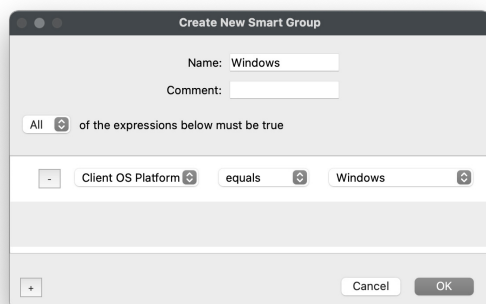 Create New Smart Group
Name: Windows
Comment:
All of the expressions below must be true
- Client OS Platform equals Windows
+ Cancel OK